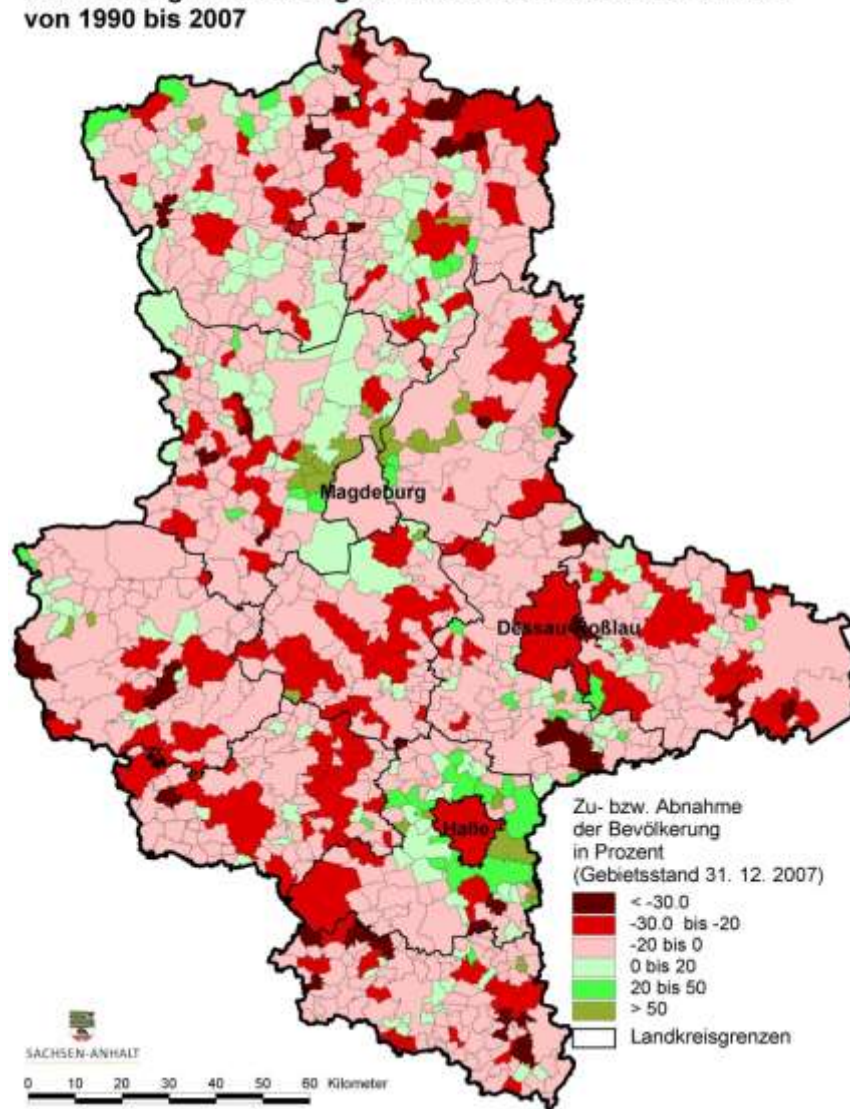 von 1990 bis 2007
Magdeburg
Dessau-Roßlau
Halle
Zu- bzw. Abnahme
der Bevölkerung
in Prozent
(Gebietsstand 31. 12. 2007)
< -30.0
-30.0 bis -20
-20 bis 0
0 bis 20
20 bis 50
> 50
Landkreisgrenzen
SACHSEN-ANHALT
0 10 20 30 40 50 60 Kilometer